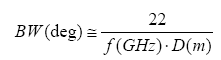 BW(deg) ≅ 22 / f(GHz)· D(m)